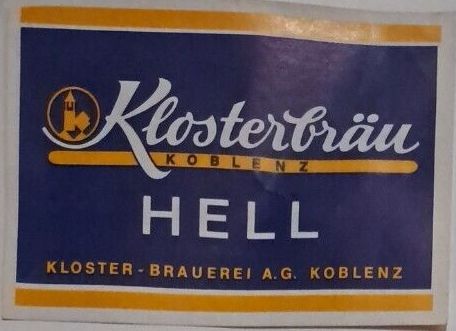 Klosterbräu
KOBLENZ
HELL
KLOSTER-BRAUEREI A.G. KOBLENZ